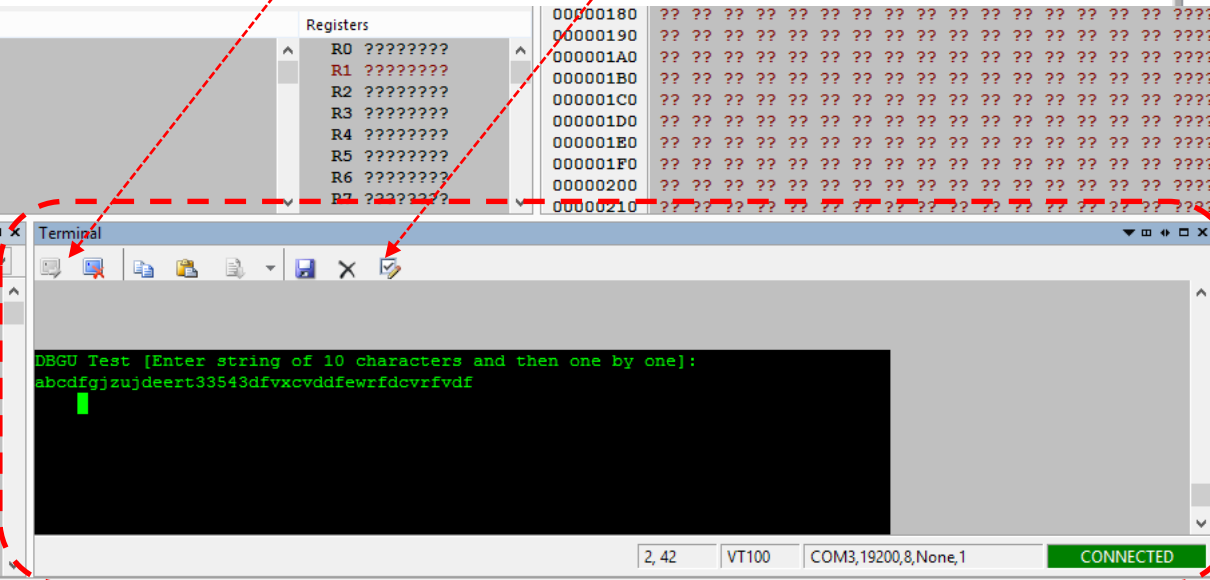 Registers
R0 ????????
R1 ????????
R2 ????????
R3 ????????
R4 ????????
R5 ????????
R6 ????????
R7 ????????
00000180 ?? ?? ?? ?? ?? ?? ?? ?? ?? ?? ?? ?? ?? ?? ?? ?? ????
00000190 ?? ?? ?? ?? ?? ?? ?? ?? ?? ?? ?? ?? ?? ?? ?? ?? ????
000001A0 ?? ?? ?? ?? ?? ?? ?? ?? ?? ?? ?? ?? ?? ?? ?? ?? ????
000001B0 ?? ?? ?? ?? ?? ?? ?? ?? ?? ?? ?? ?? ?? ?? ?? ?? ????
000001C0 ?? ?? ?? ?? ?? ?? ?? ?? ?? ?? ?? ?? ?? ?? ?? ?? ????
000001D0 ?? ?? ?? ?? ?? ?? ?? ?? ?? ?? ?? ?? ?? ?? ?? ?? ????
000001E0 ?? ?? ?? ?? ?? ?? ?? ?? ?? ?? ?? ?? ?? ?? ?? ?? ????
000001F0 ?? ?? ?? ?? ?? ?? ?? ?? ?? ?? ?? ?? ?? ?? ?? ?? ????
00000200 ?? ?? ?? ?? ?? ?? ?? ?? ?? ?? ?? ?? ?? ?? ?? ?? ????
00000210 ?? ?? ?? ?? ?? ?? ?? ?? ?? ?? ?? ?? ?? ?? ?? ?? ????
Terminal
DBGU Test [Enter string of 10 characters and then one by one]:
abcdfgjzujdeert33543dfvxcvddfewrfdcvrfvdf
2, 42
VT100
COM3,19200,8,None,1
CONNECTED